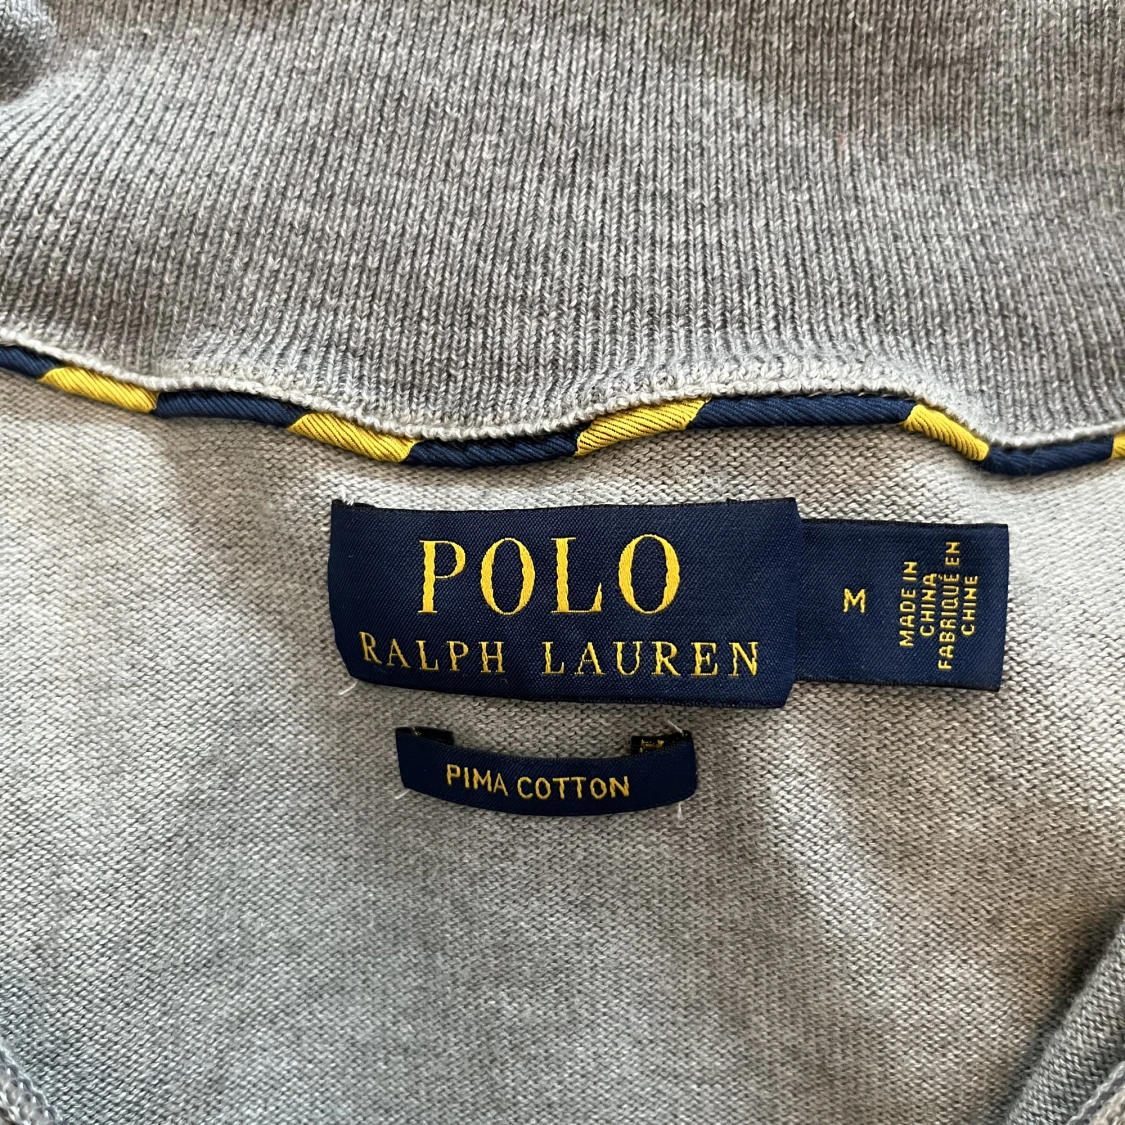 POLO
RALPH LAUREN
M
MADE IN
CHINA
FABRIQUÉ EN
CHINE
PIMA COTTON